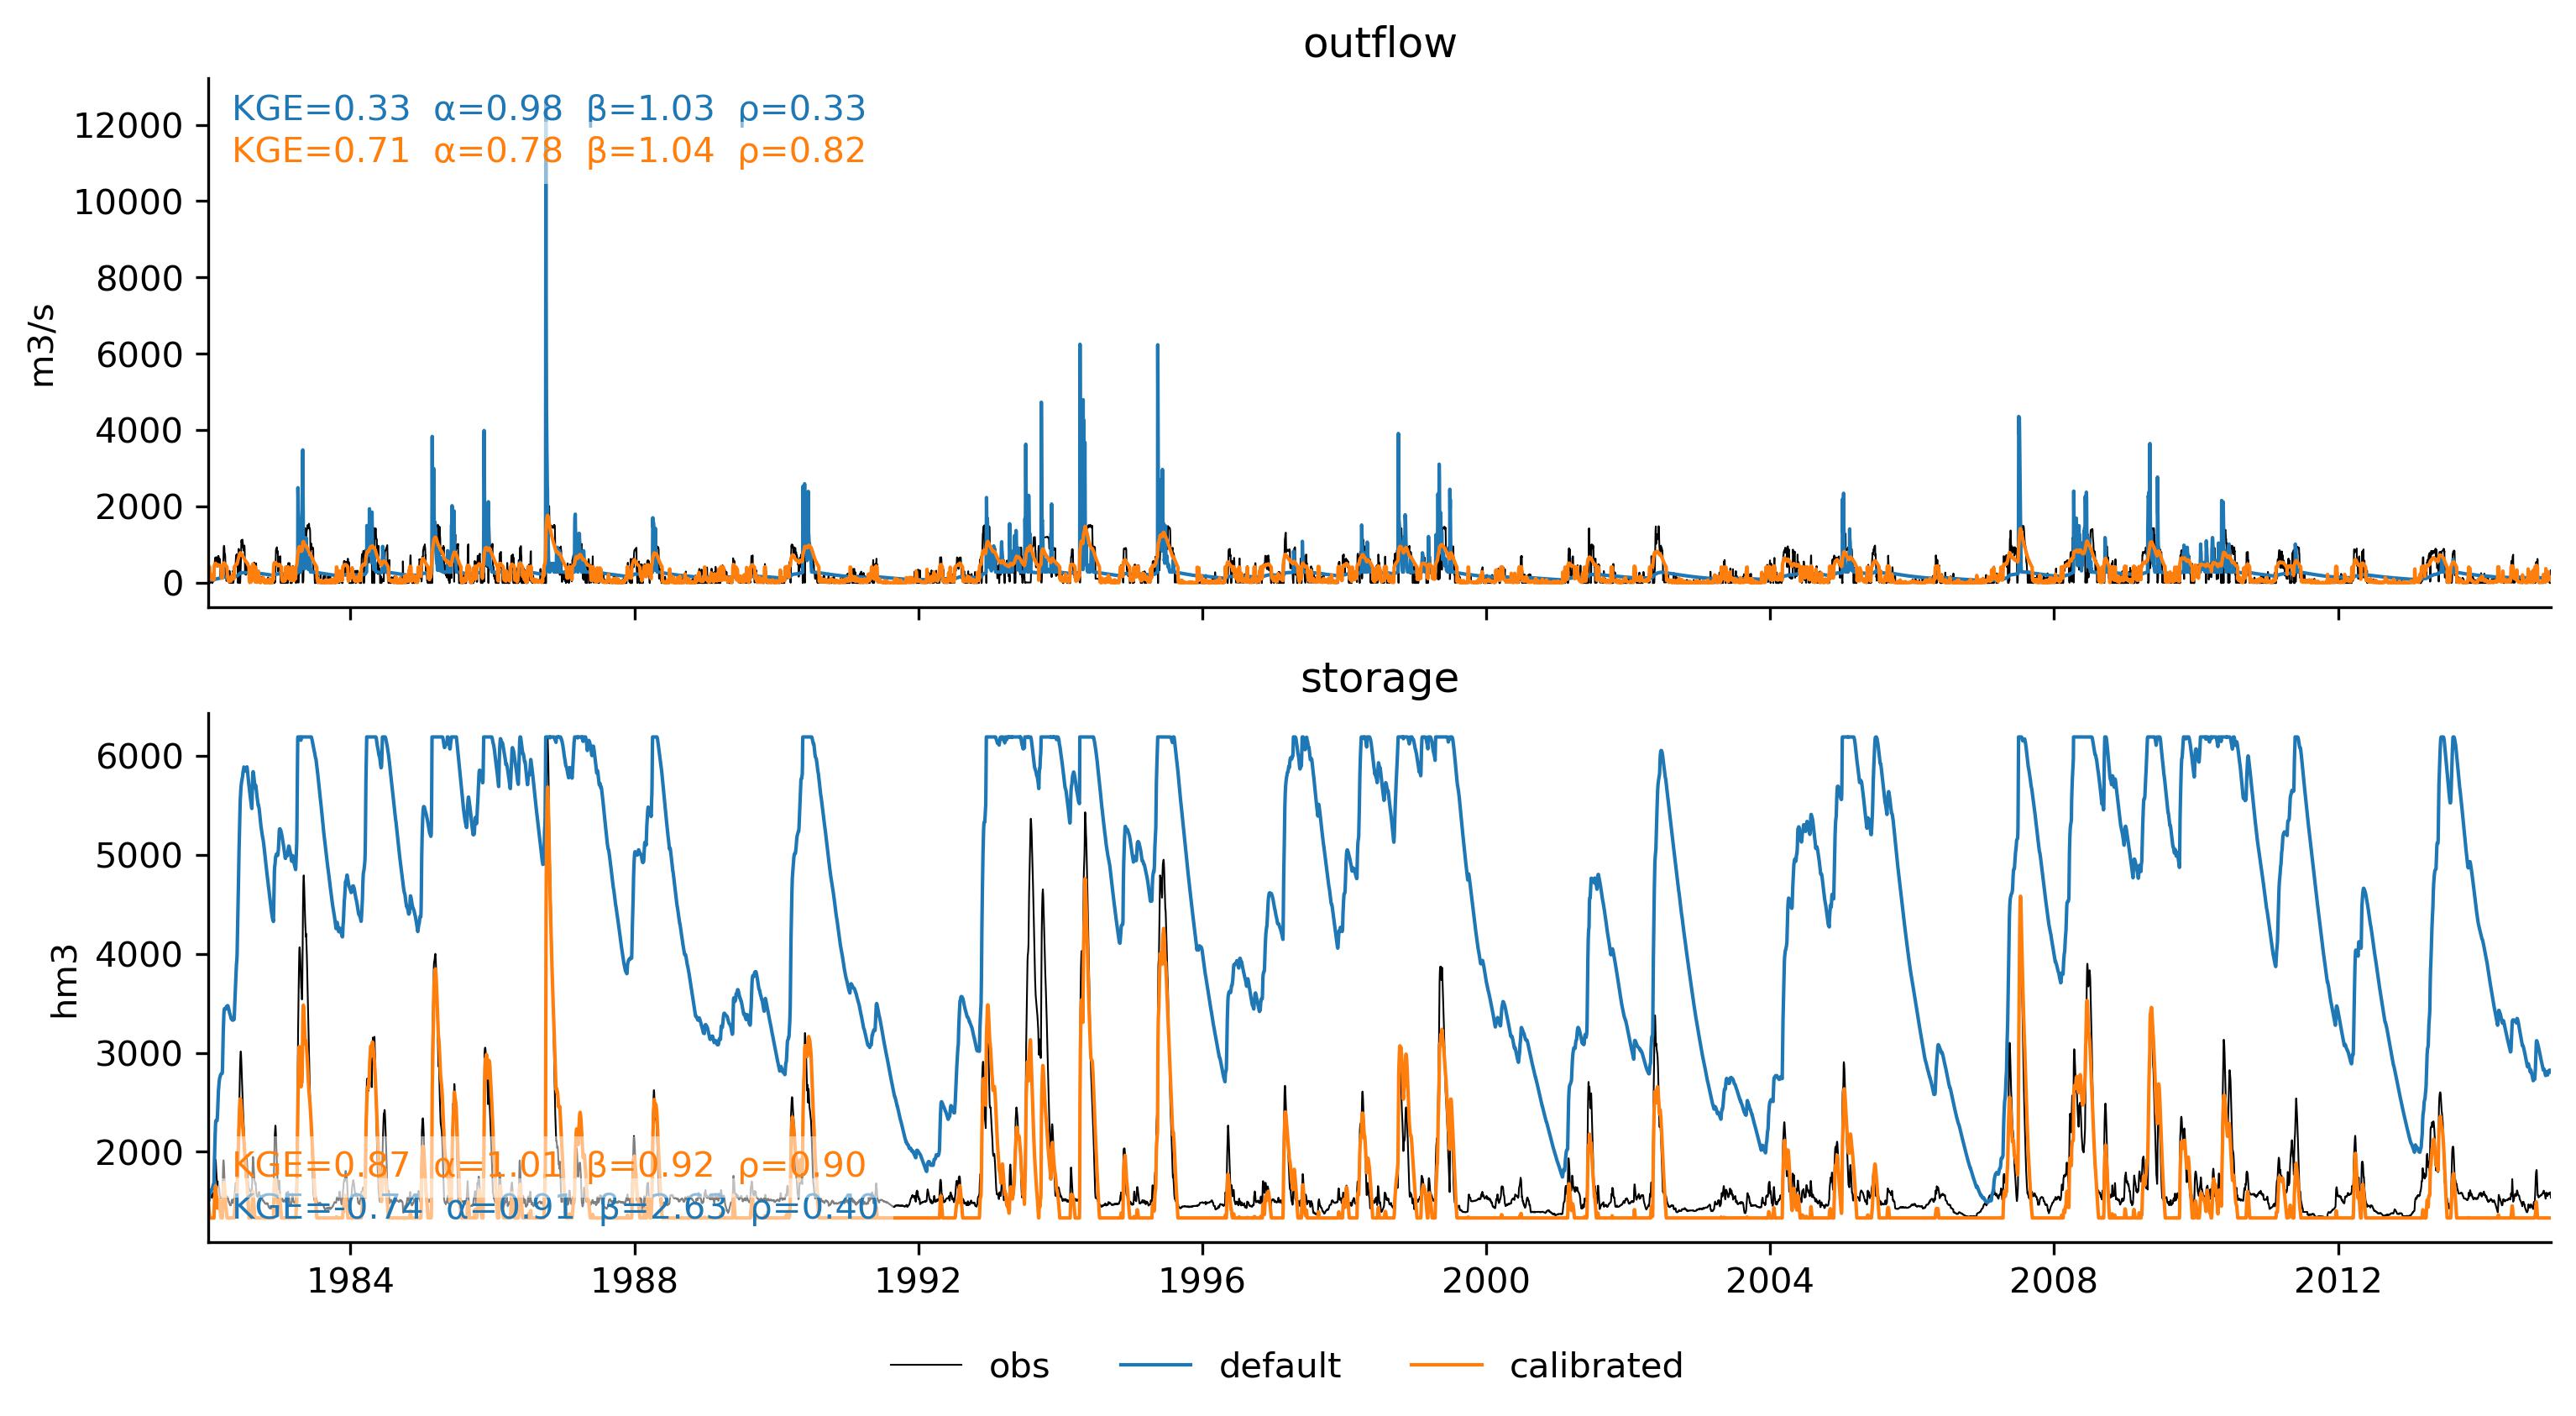 outflow
KGE=0.33 α=0.98 β=1.03 ρ=0.33
KGE=0.71 α=0.78 β=1.04 ρ=0.82
12000
10000
8000
6000
4000
2000
0
m3/s
storage
6000
5000
4000
3000
2000
hm3
KGE=0.87 α=1.01 β=0.92 ρ=0.90
KGE=-0.74 α=0.91 β=2.63 ρ=0.40
1984 1988 1992 1996 2000 2004 2008 2012
obs default calibrated